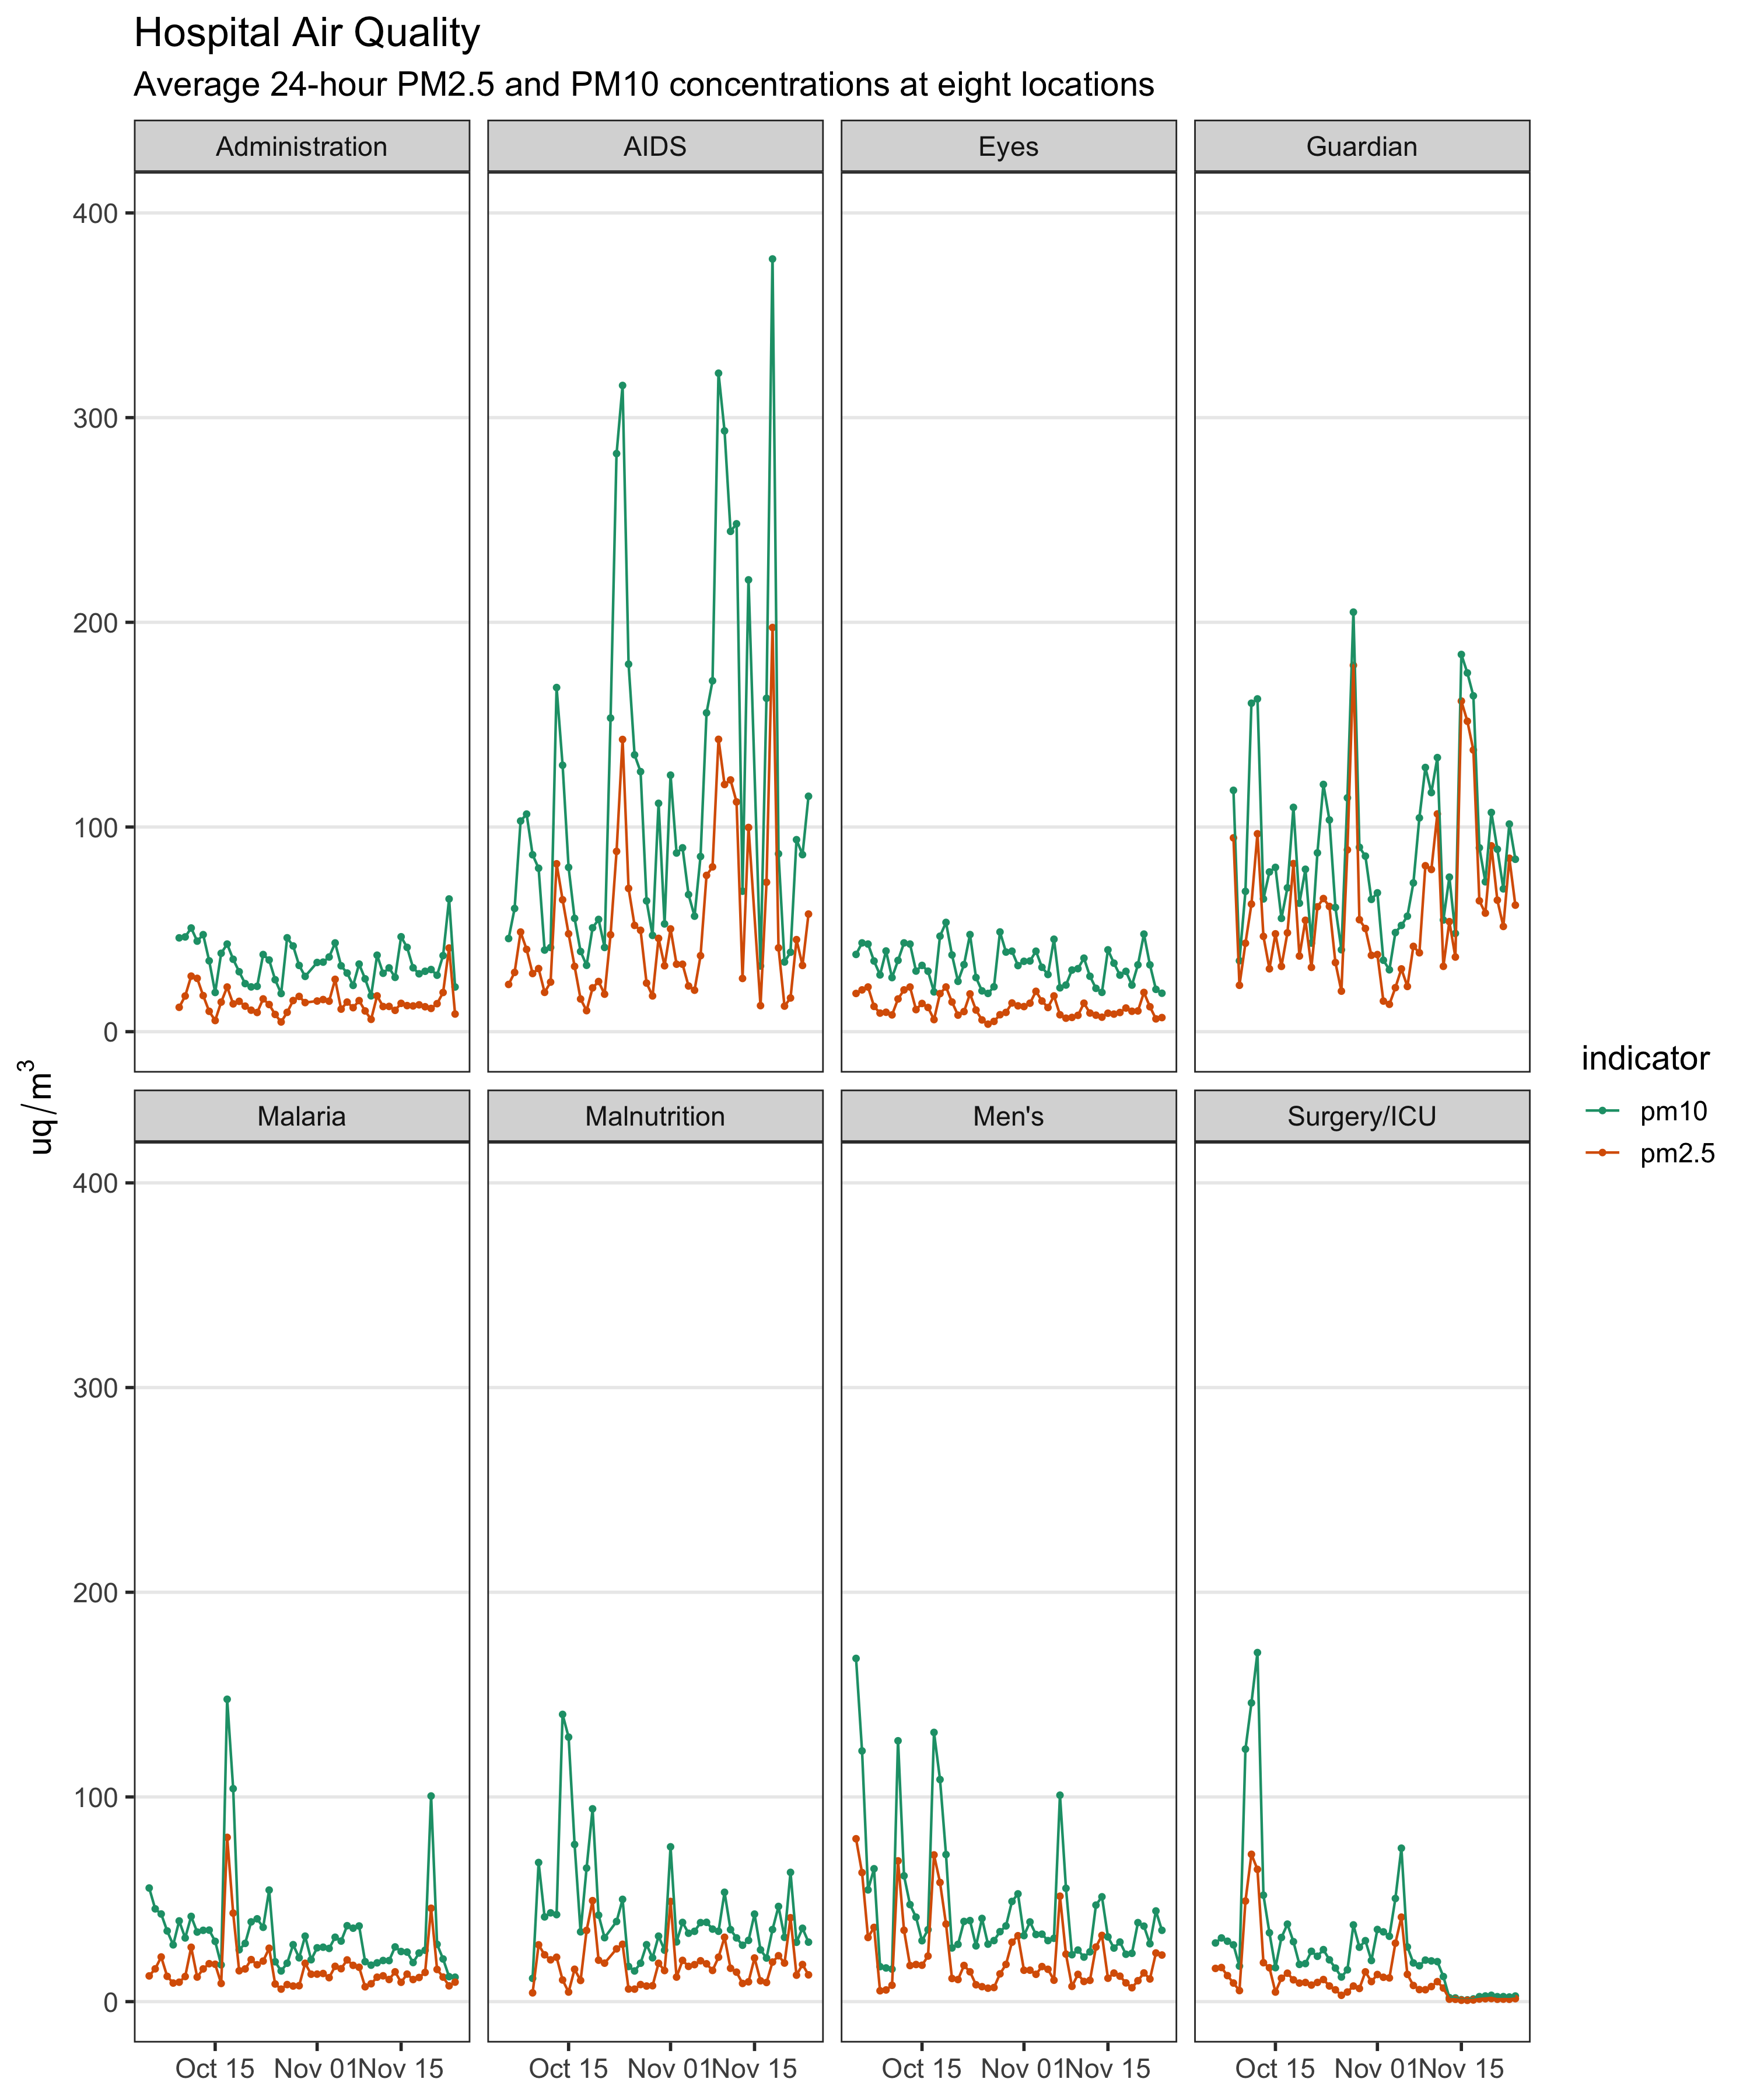 Hospital Air Quality
Average 24-hour PM2.5 and PM10 concentrations at eight locations
Administration AIDS Eyes Guardian
400
300
200
100
0
uq/m³
Malaria Malnutrition Men's Surgery/ICU
400
300
200
100
0
Oct 15 Nov 01 Nov 15 Oct 15 Nov 01 Nov 15 Oct 15 Nov 01 Nov 15 Oct 15 Nov 01 Nov 15
indicator
pm10
pm2.5